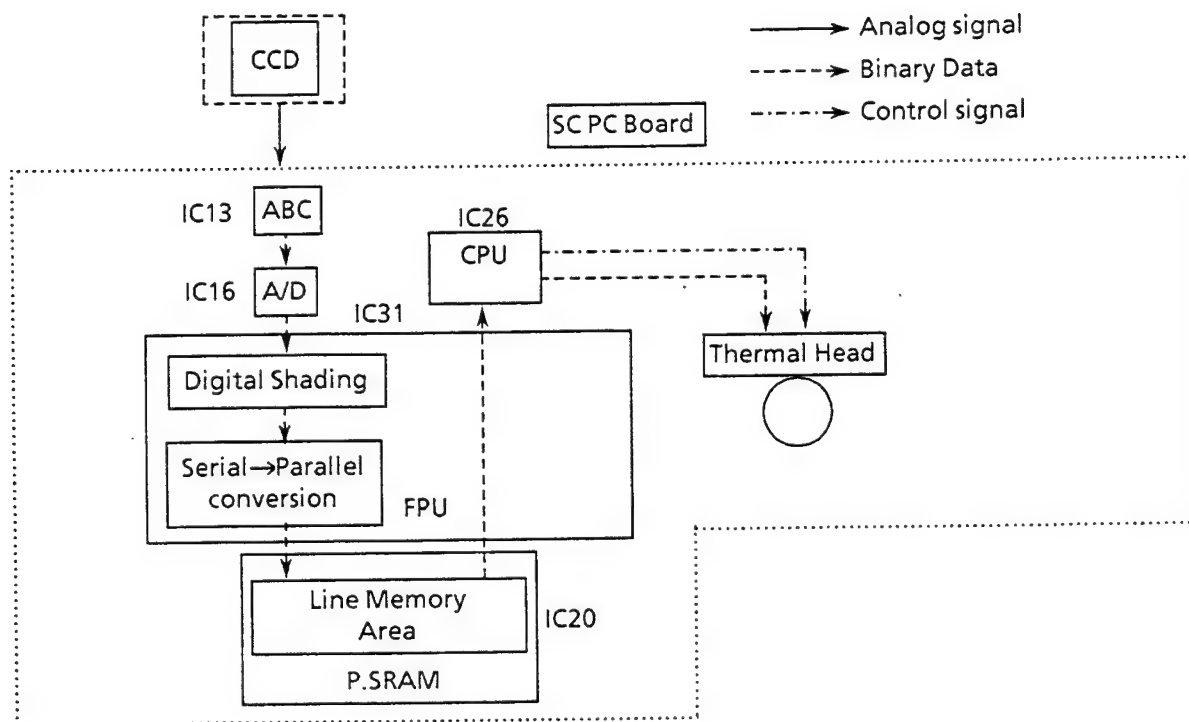 CCD
Analog signal
Binary Data
Control signal
SC PC Board
IC13
ABC
IC26
CPU
IC16
A/D
IC31
Thermal Head
Digital Shading
Serial→Parallel
conversion
FPU
Line Memory
Area
IC20
P.SRAM